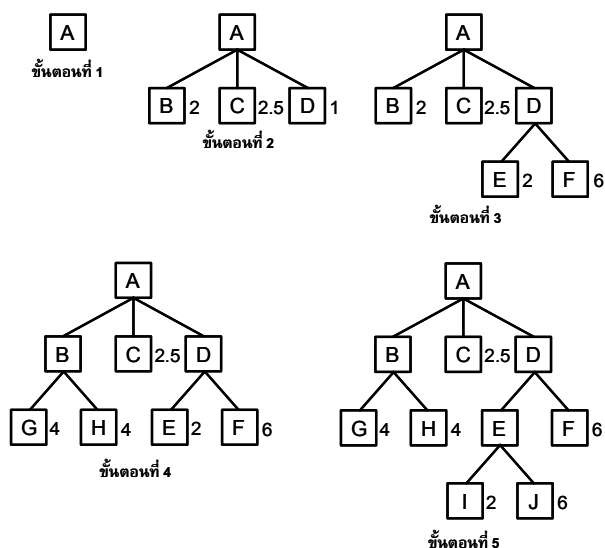 A
ขั้นตอนที่ 1
A
B 2 C 2.5 D 1
ขั้นตอนที่ 2
A
B 2 C 2.5 D
E 2 F 6
ขั้นตอนที่ 3
A
B C 2.5 D
G 4 H 4 E 2 F 6
ขั้นตอนที่ 4
A
B C 2.5 D
G 4 H 4 E F 6
I 2 J 6
ขั้นตอนที่ 5